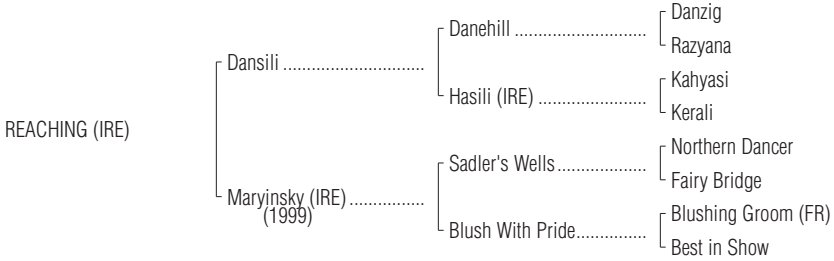 Danzig
Danehill ............................
Razyana
Dansili ..............................
Kahyasi
Hasili (IRE) .......................
Kerali
REACHING (IRE)
Northern Dancer
Sadler's Wells...................
Fairy Bridge
Maryinsky (IRE) ................
(1999)
Blushing Groom (FR)
Blush With Pride...............
Best in Show